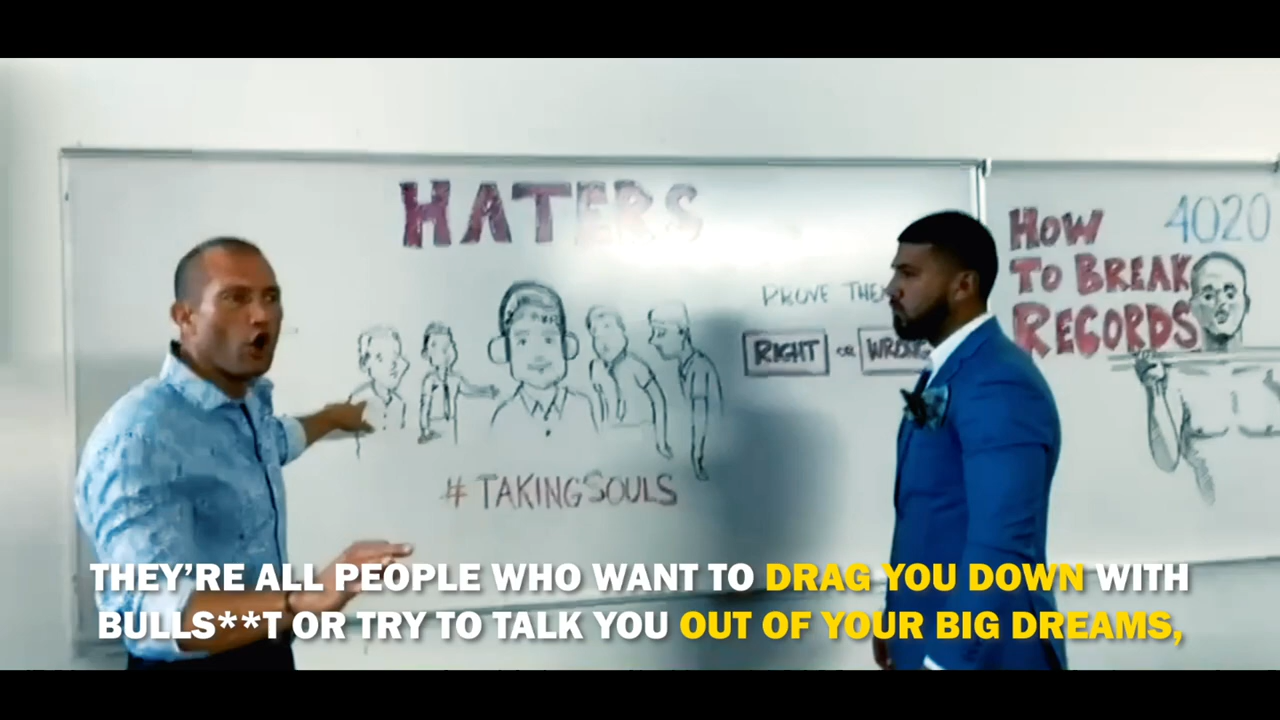 HATERS
PROVE THEM
RIGHT OR WRONG
#TAKINGSOULS
HOW 4020
TO BREAK
RECORDS
THEY'RE ALL PEOPLE WHO WANT TO DRAG YOU DOWN WITH
BULLS**T OR TRY TO TALK YOU OUT OF YOUR BIG DREAMS,